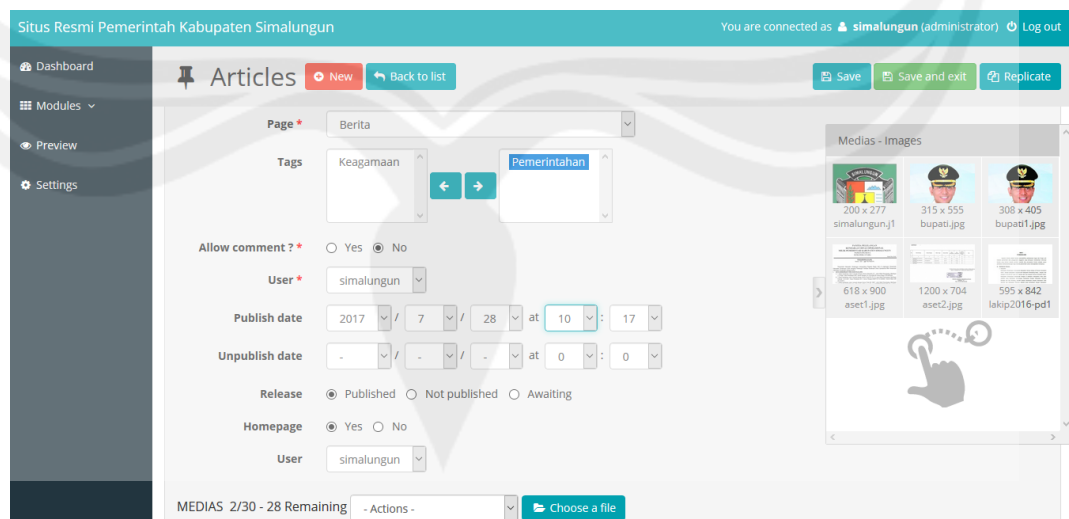 Situs Resmi Pemerintah Kabupaten Simalungun
You are connected as simalungun (administrator) Log out
Dashboard
Modules
Preview
Settings
Articles
New
Back to list
Save
Save and exit
Replicate
Page *
Berita
Tags
Keagamaan
Pemerintahan
Allow comment ? *
Yes No
User *
simalungun
Publish date
2017 / 7 / 28 at 10 : 17
Unpublish date
- / - / - at 0 : 0
Release
Published Not published Awaiting
Homepage
Yes No
User
simalungun
MEDIAS 2/30 - 28 Remaining
- Actions -
Choose a file
Medias - Images
200 x 277 315 x 555 308 x 405
simalungun.j1 bupati.jpg bupati1.jpg
618 x 900 1200 x 704 595 x 842
aset1.jpg aset2.jpg lakip2016-pd1